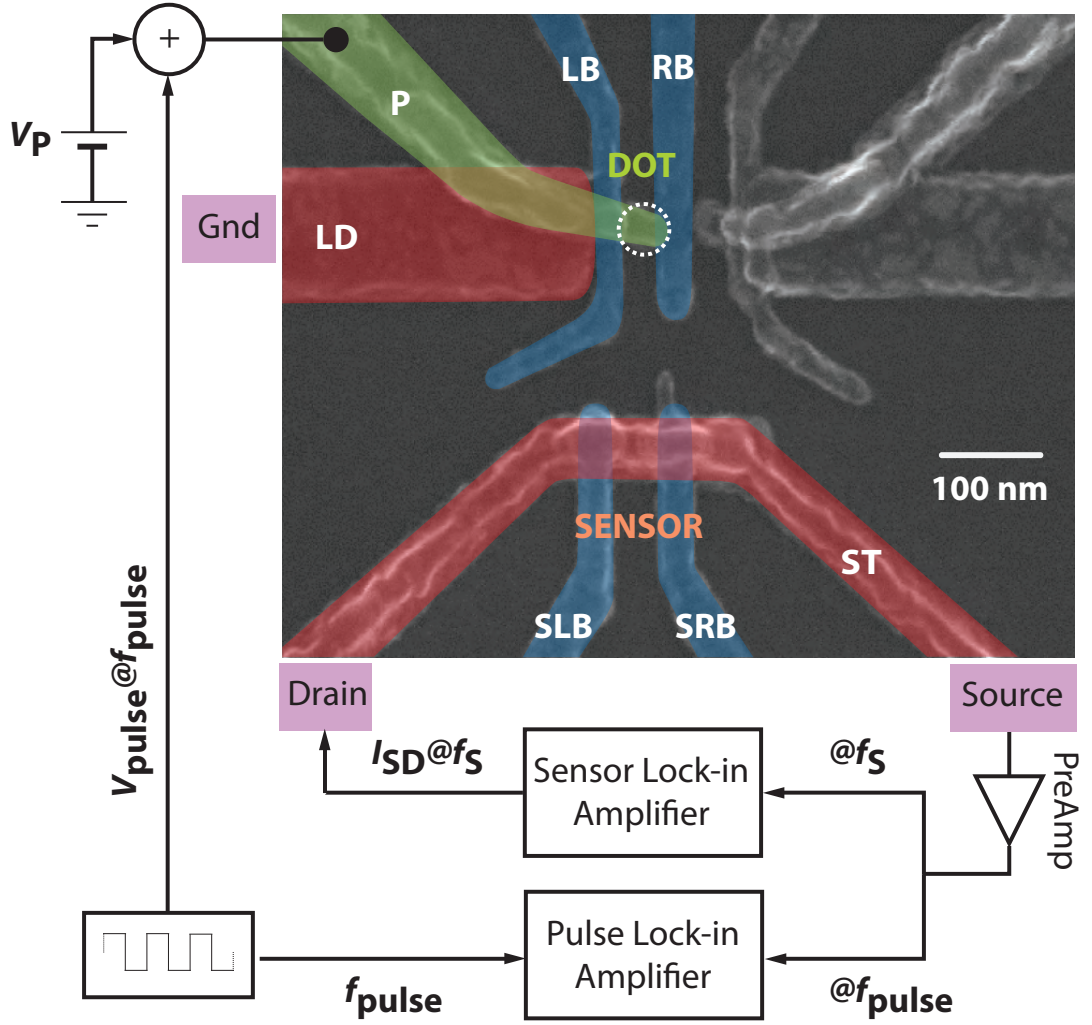 LB
RB
+
P
V_P
DOT
Gnd
LD
100 nm
SENSOR
ST
SLB
SRB
V_pulse@f_pulse
Drain
Source
I_SD@f_S
Sensor Lock-in
Amplifier
@f_S
PreAmp
Pulse Lock-in
Amplifier
f_pulse
@f_pulse